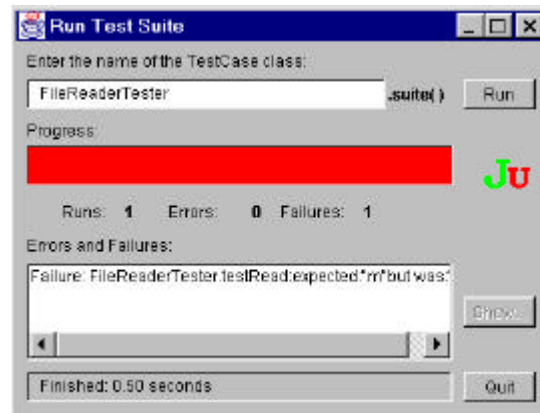 Run Test Suite
Enter the name of the TestCase class:
FileReaderTester .suite() Run
Progress:
JU
Runs: 1 Errors: 0 Failures: 1
Errors and Failures:
Failure: FileReaderTester.testRead:expected:"m"but was:"
Show...
Finished: 0.50 seconds Quit